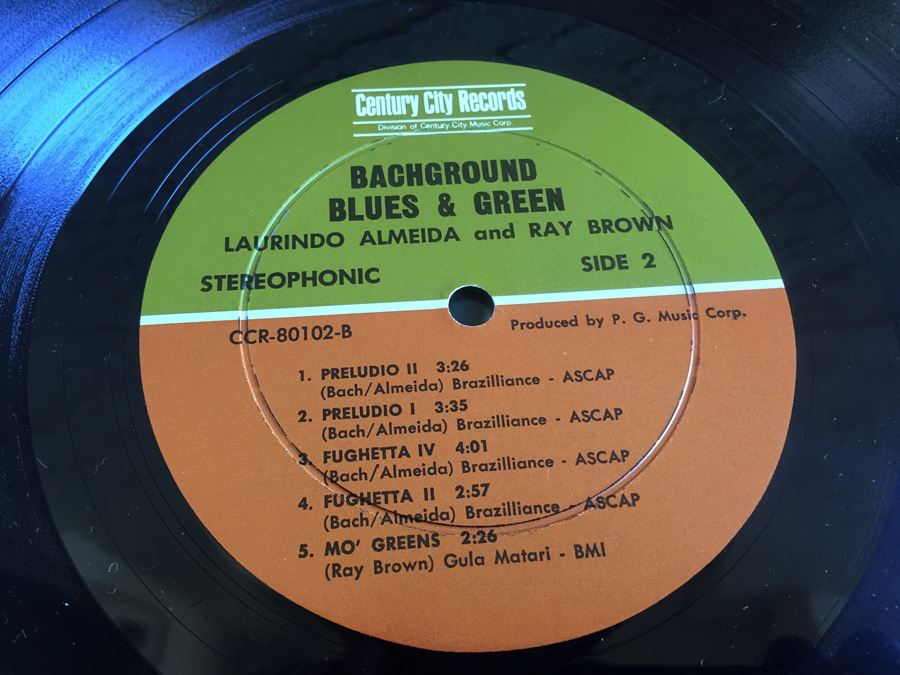 Century City Records
Division of Century City Music Corp.
BACHGROUND
BLUES & GREEN
LAURINDO ALMEIDA and RAY BROWN
STEREOPHONIC SIDE 2
CCR-80102-B Produced by P. G. Music Corp.
1. PRELUDIO II 3:26
(Bach/Almeida) Brazilliance - ASCAP
2. PRELUDIO I 3:35
(Bach/Almeida) Brazilliance - ASCAP
3. FUGHETTA IV 4:01
(Bach/Almeida) Brazilliance - ASCAP
4. FUGHETTA II 2:57
(Bach/Almeida) Brazilliance - ASCAP
5. MO' GREENS 2:26
(Ray Brown) Gula Matari - BMI